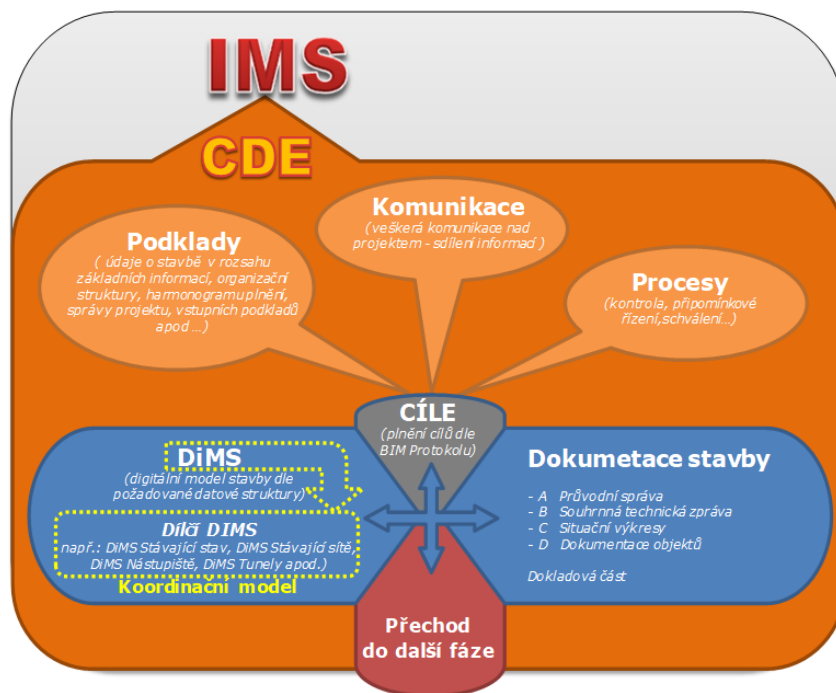 IMS
CDE
Komunikace
(veškerá komunikace nad
projektem - sdílení informací )
Podklady
( údaje o stavbě v rozsahu
základních informací, organizační
struktury, harmonogramu plnění,
správy projektu, vstupních podkladů
apod ...)
Procesy
(kontrola, připomínkové
řízení,schválení...)
CÍLE
(plnění cílů dle
BIM Protokolu)
DiMS
(digitální model stavby dle
požadované datové struktury)
Dílčí DIMS
např.: DiMS Stávající stav, DiMS Stávající sítě,
DiMS Nástupiště, DiMS Tunely apod.)
Koordinační model
Dokumetace stavby
- A Průvodní správa
- B Souhrnná technická zpráva
- C Situační výkresy
- D Dokumentace objektů
Dokladová část
Přechod
do další fáze